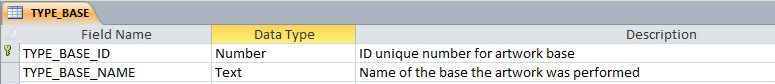 TYPE_BASE
Field Name Data Type Description
TYPE_BASE_ID Number ID unique number for artwork base
TYPE_BASE_NAME Text Name of the base the artwork was performed